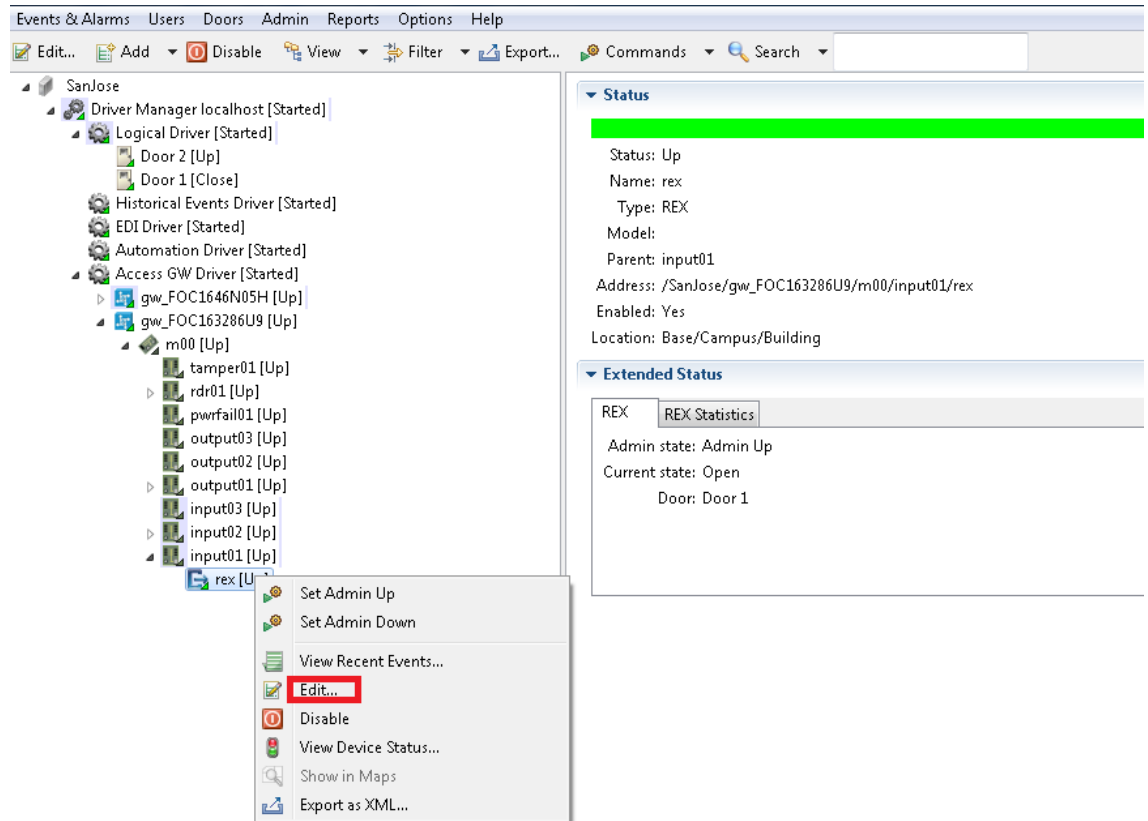 Events & Alarms Users Doors Admin Reports Options Help
Edit... Add Disable View Filter Export... Commands Search
SanJose
Driver Manager localhost [Started]
Logical Driver [Started]
Door 2 [Up]
Door 1 [Close]
Historical Events Driver [Started]
EDI Driver [Started]
Automation Driver [Started]
Access GW Driver [Started]
gw_FOC1646N05H [Up]
gw_FOC163286U9 [Up]
m00 [Up]
tamper01 [Up]
rdr01 [Up]
pwrfail01 [Up]
output03 [Up]
output02 [Up]
output01 [Up]
input03 [Up]
input02 [Up]
input01 [Up]
rex [Up]
Set Admin Up
Set Admin Down
View Recent Events...
Edit...
Disable
View Device Status...
Show in Maps
Export as XML...
Status
Status: Up
Name: rex
Type: REX
Model:
Parent: input01
Address: /SanJose/gw_FOC163286U9/m00/input01/rex
Enabled: Yes
Location: Base/Campus/Building
Extended Status
REX REX Statistics
Admin state: Admin Up
Current state: Open
Door: Door 1